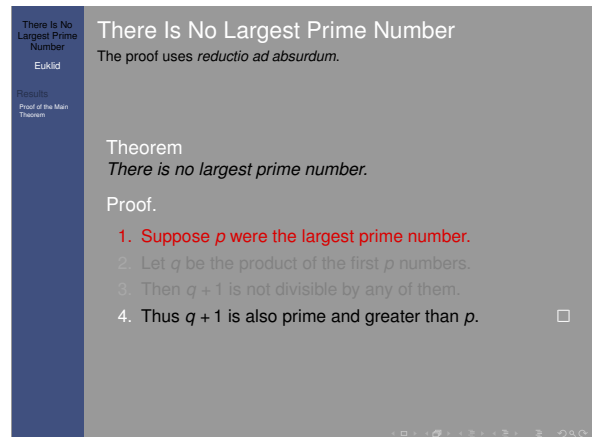 There Is No
Largest Prime
Number
Euklid
Results
Proof of the Main
Theorem
There Is No Largest Prime Number
The proof uses reductio ad absurdum.
Theorem
There is no largest prime number.
Proof.
1. Suppose p were the largest prime number.
2. Let q be the product of the first p numbers.
3. Then q + 1 is not divisible by any of them.
4. Thus q + 1 is also prime and greater than p. □